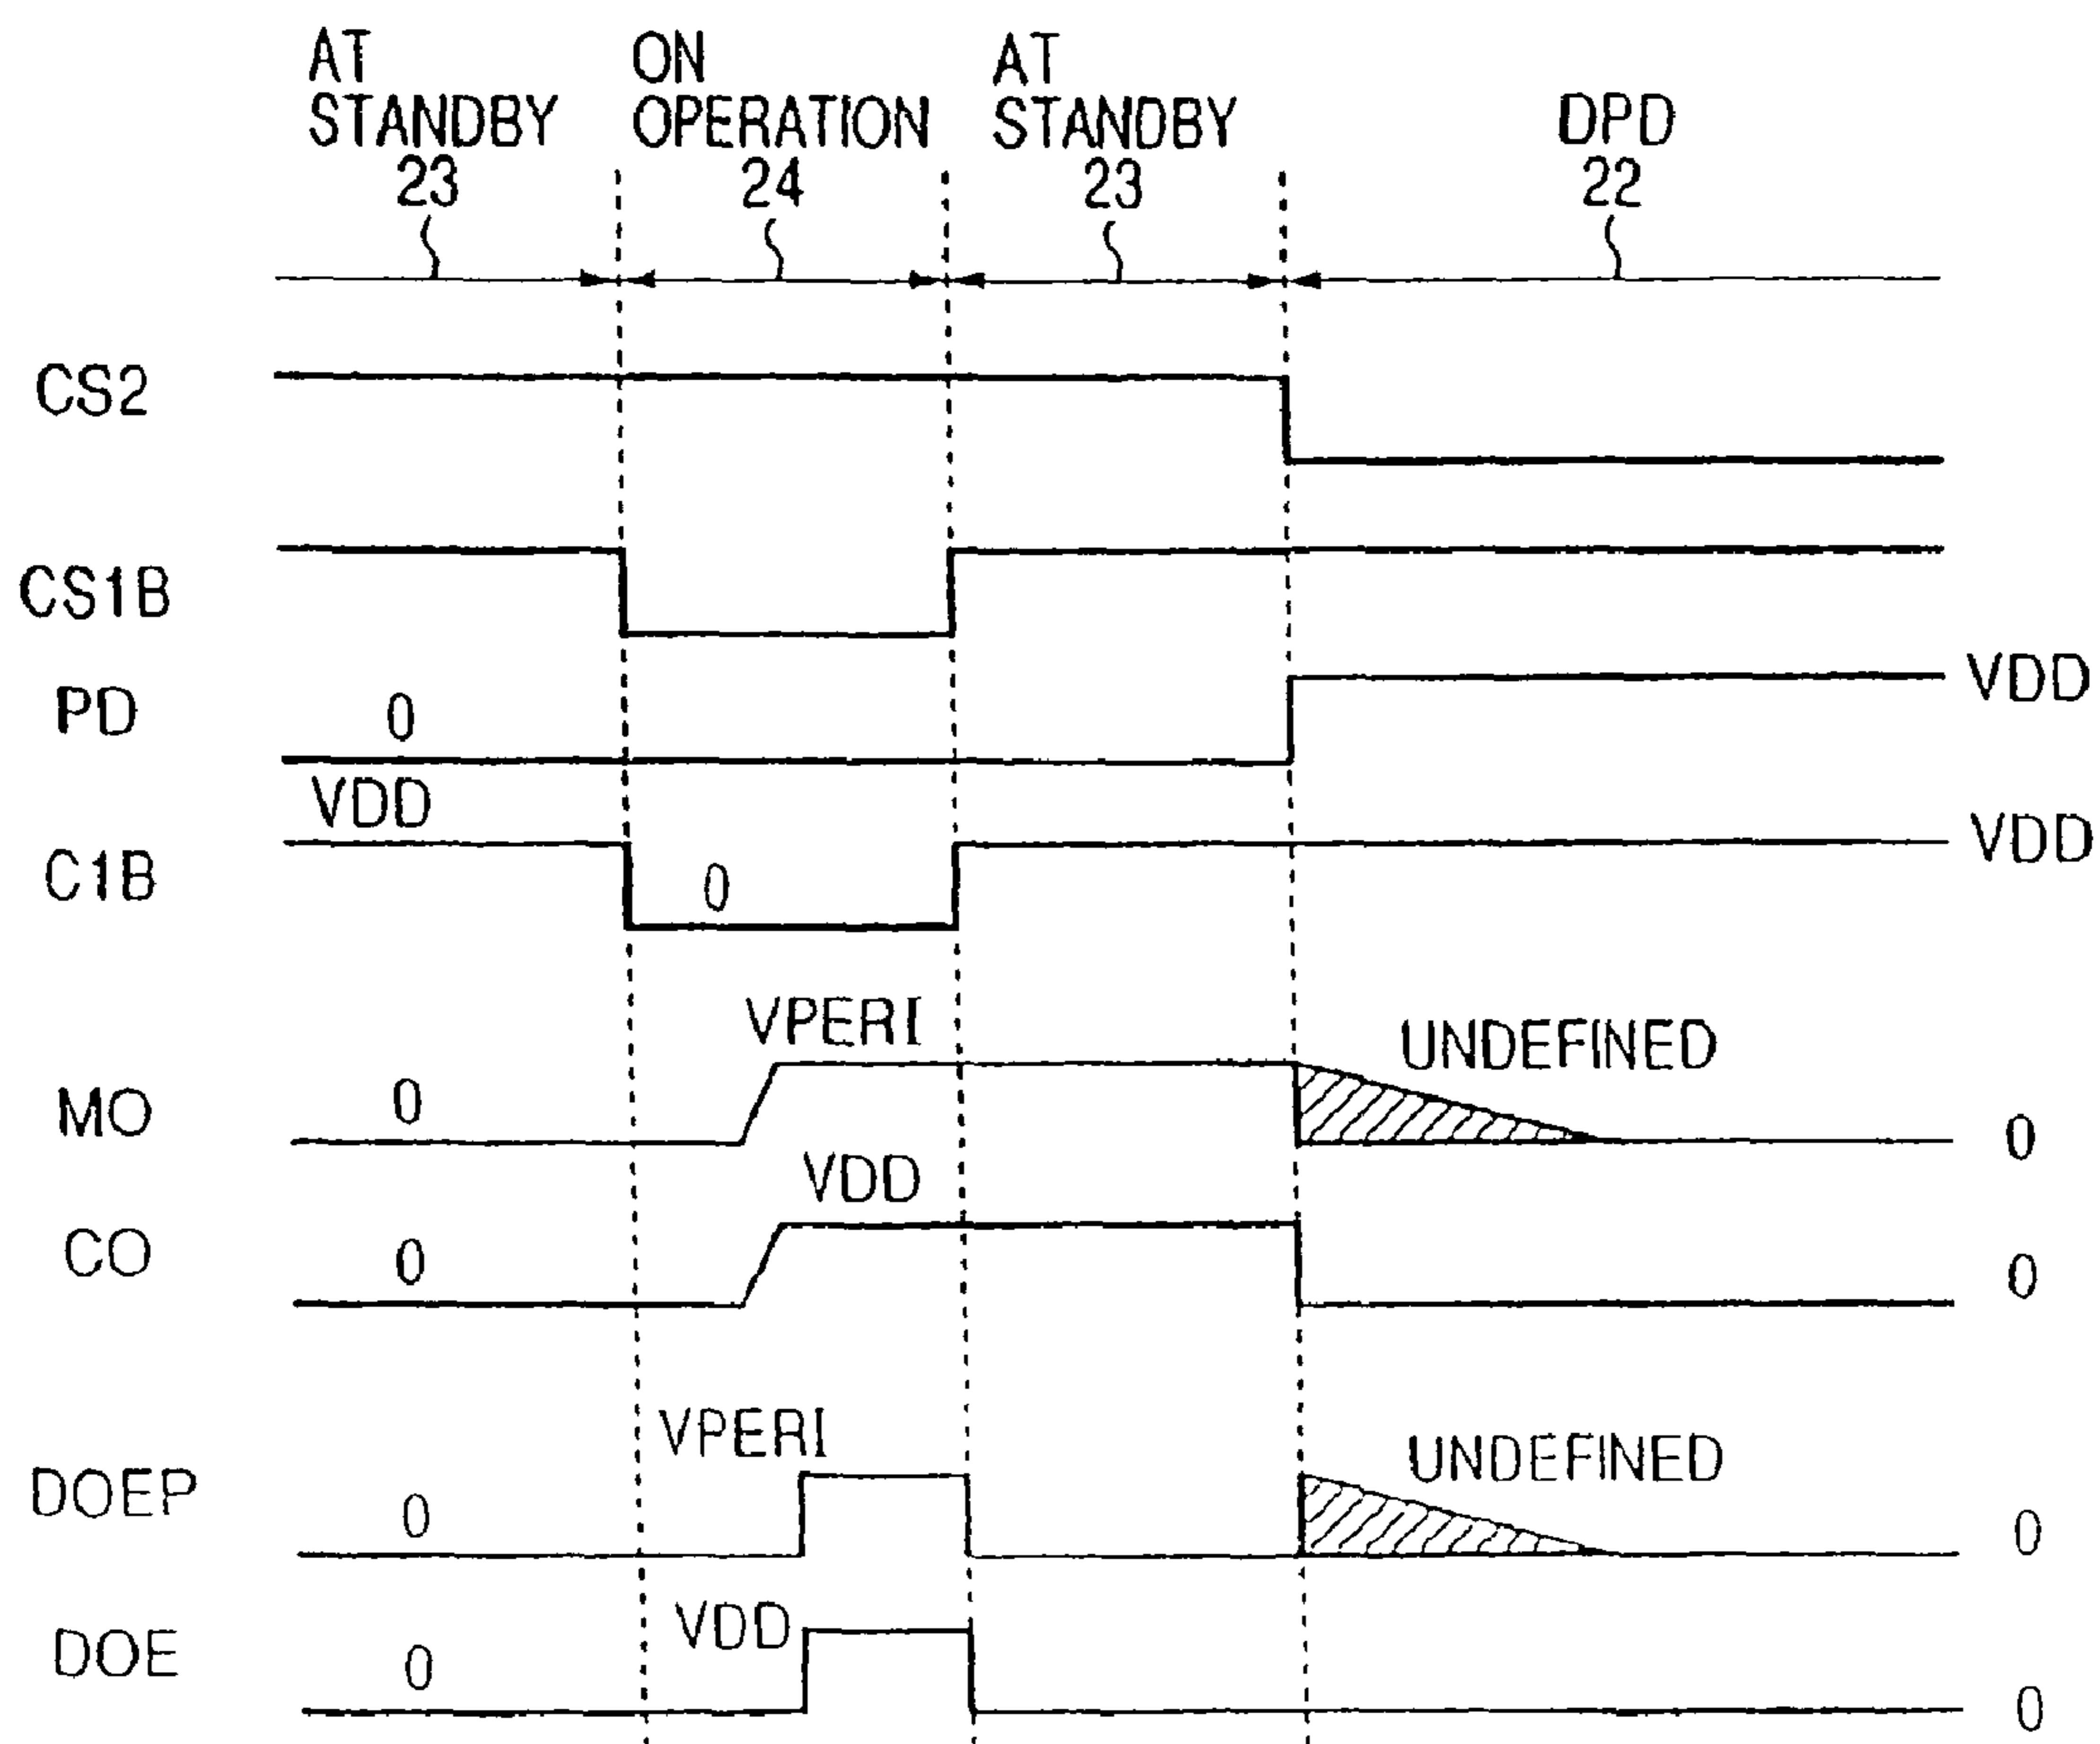 AT STANDBY 23
ON OPERATION 24
AT STANDBY 23
DPD 22
CS2
CS1B
PD 0 VDD
C1B VDD 0 VDD
MO 0 VPERI UNDEFINED 0
CO 0 VDD 0
DOEP 0 VPERI UNDEFINED 0
DOE 0 VDD 0